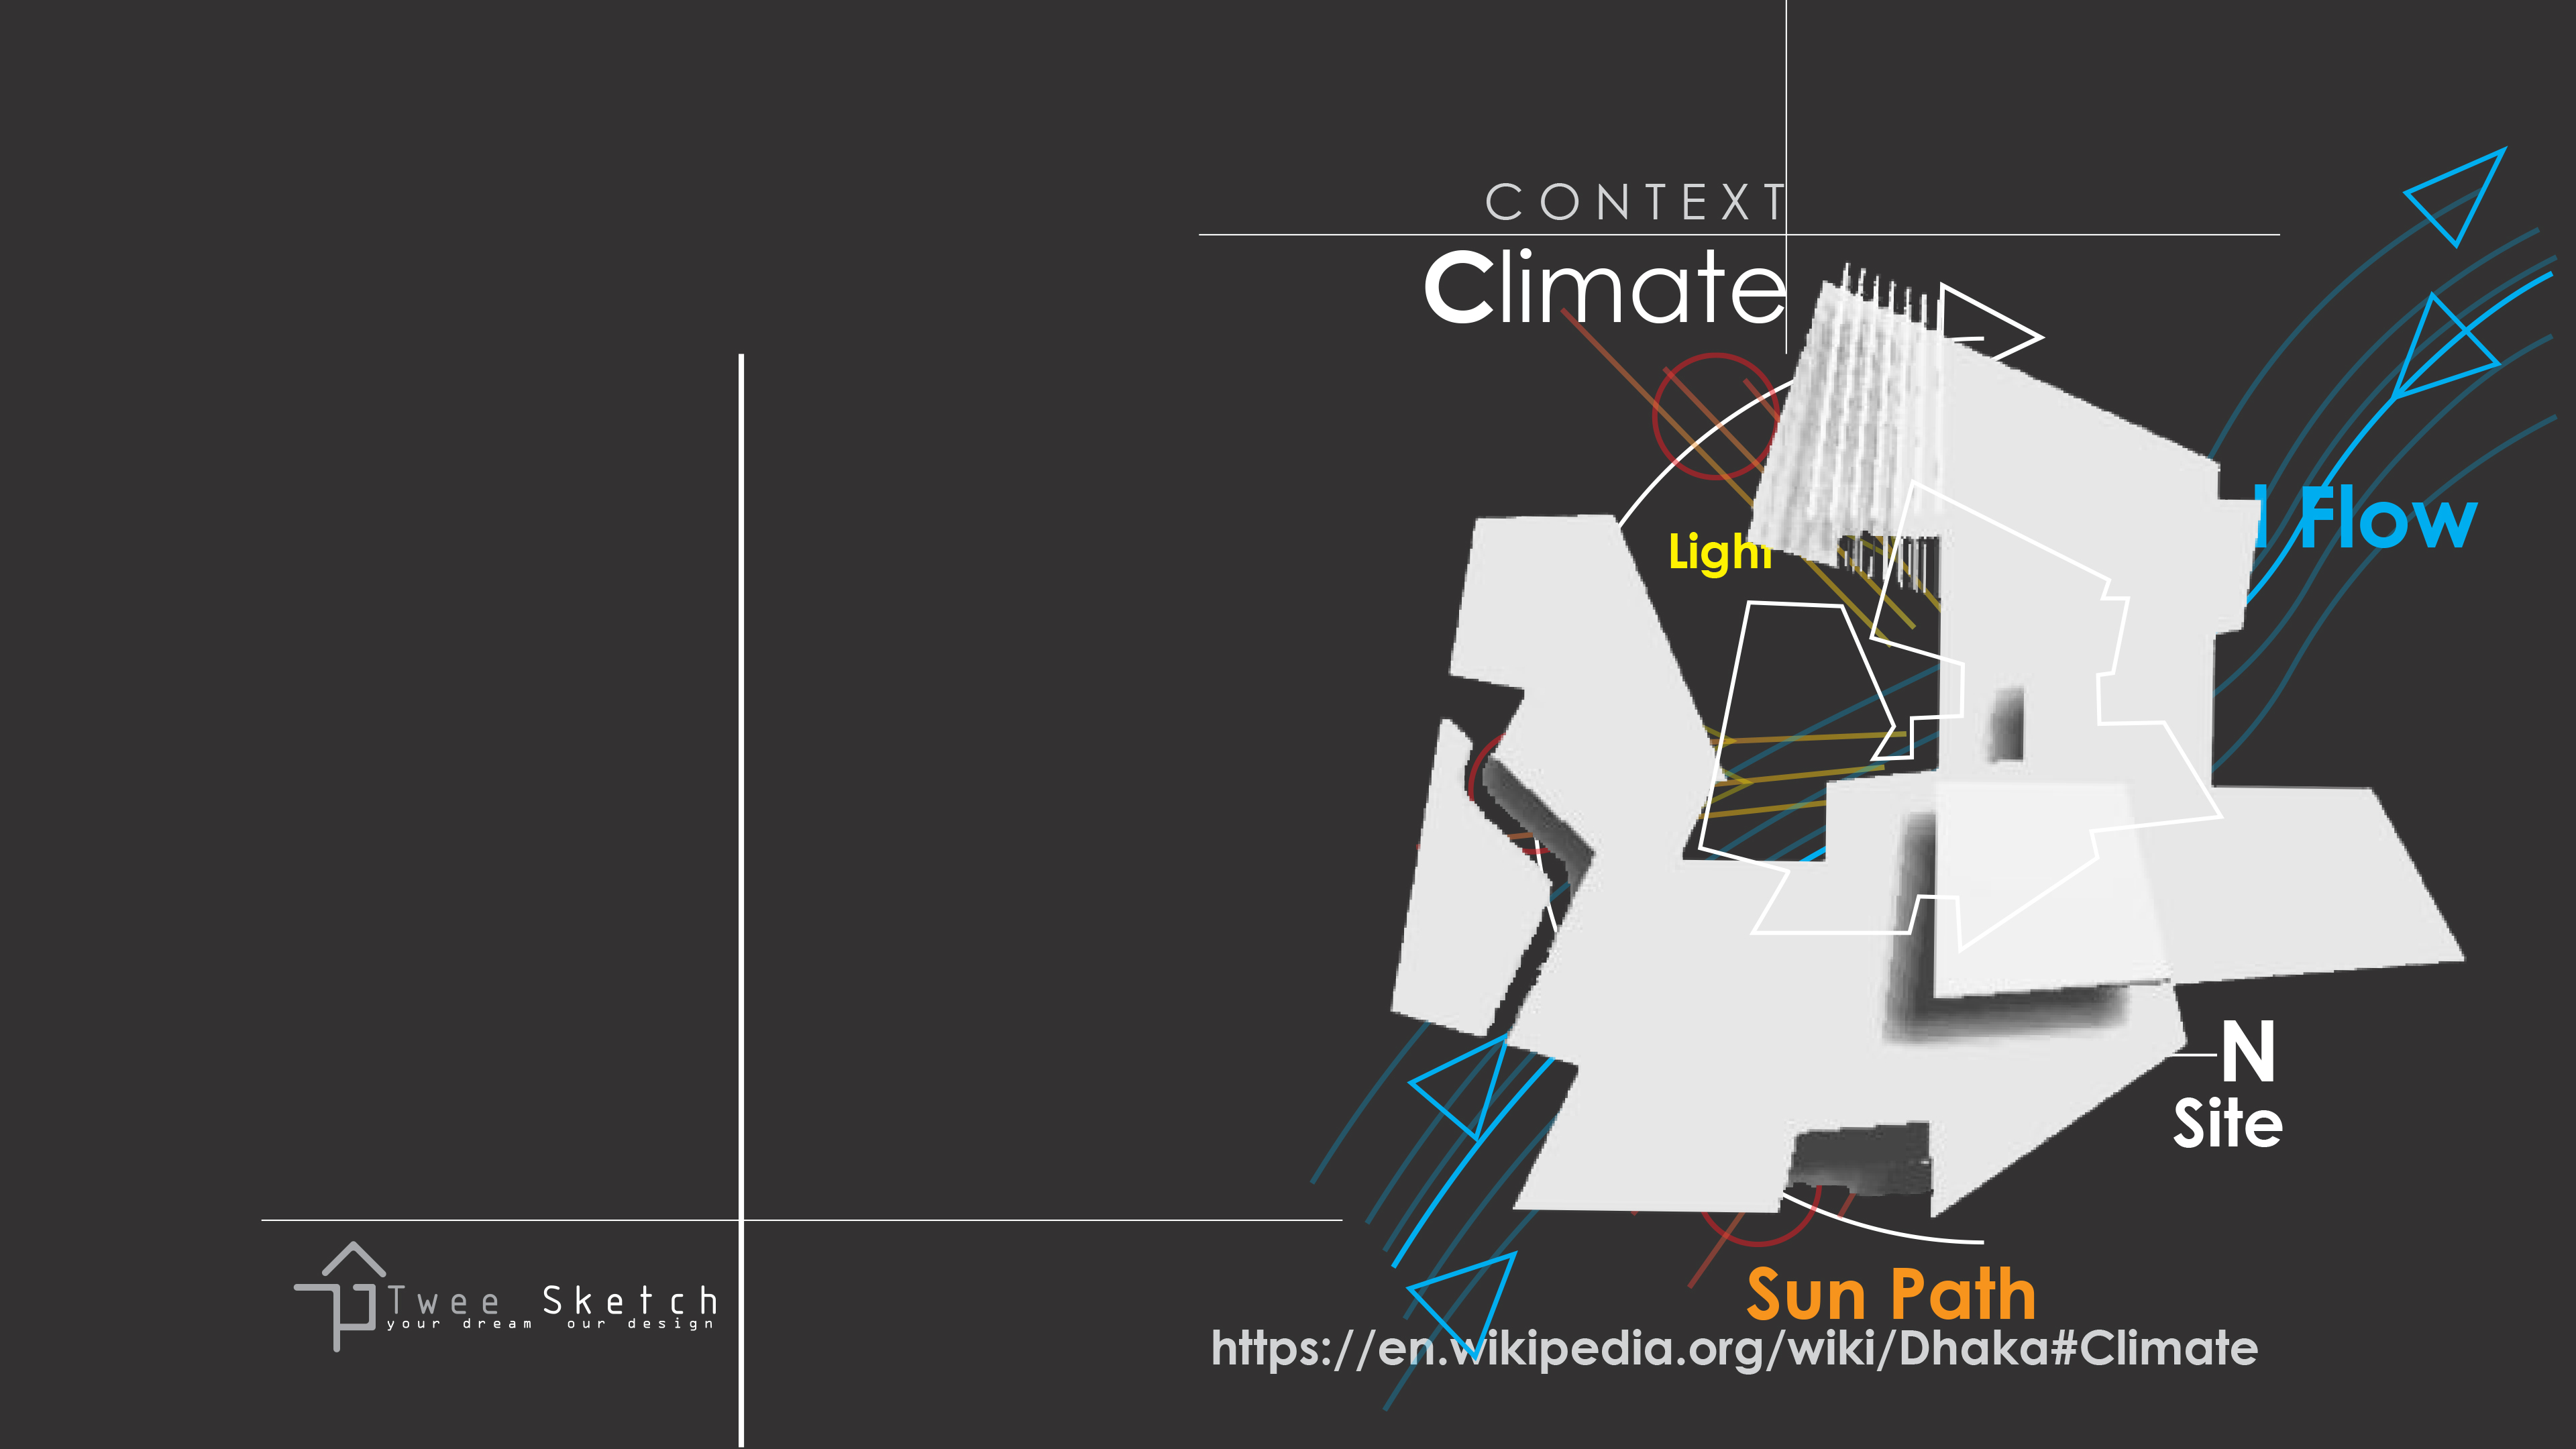 CONTEXT
Climate
Light
Flow
N
Site
Sun Path
https://en.wikipedia.org/wiki/Dhaka#Climate
Twee Sketch
your dream our design